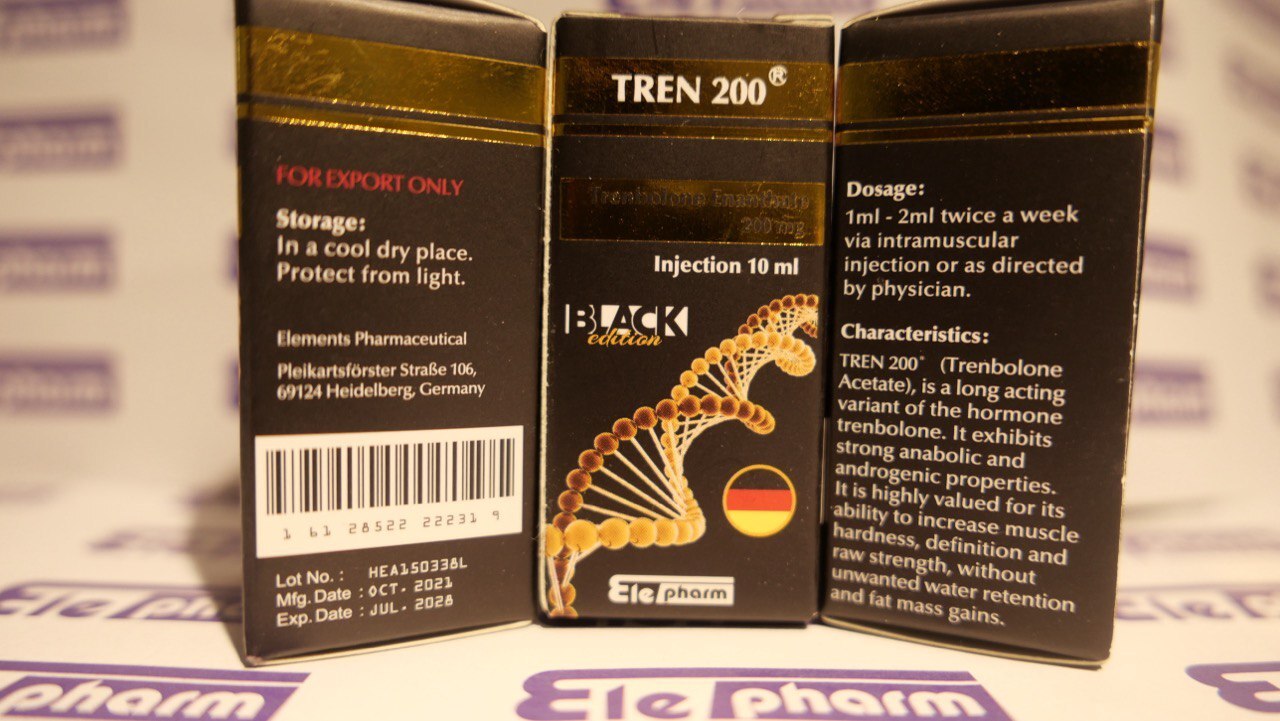 FOR EXPORT ONLY
Storage:
In a cool dry place.
Protect from light.
Elements Pharmaceutical
Pleikartsförster Straße 106,
69124 Heidelberg, Germany
1 61 28522 22231 9
Lot No. : HEA150338L
Mfg. Date : OCT. 2021
Exp. Date : JUL. 2028
TREN 200®
Trenbolone Enanthate
200 mg
Injection 10 ml
BLACK
edition
Elepharm
Dosage:
1ml - 2ml twice a week
via intramuscular
injection or as directed
by physician.
Characteristics:
TREN 200® (Trenbolone
Acetate), is a long acting
variant of the hormone
trenbolone. It exhibits
strong anabolic and
androgenic properties.
It is highly valued for its
ability to increase muscle
hardness, definition and
raw strength, without
unwanted water retention
and fat mass gains.
pharm
Elepharm